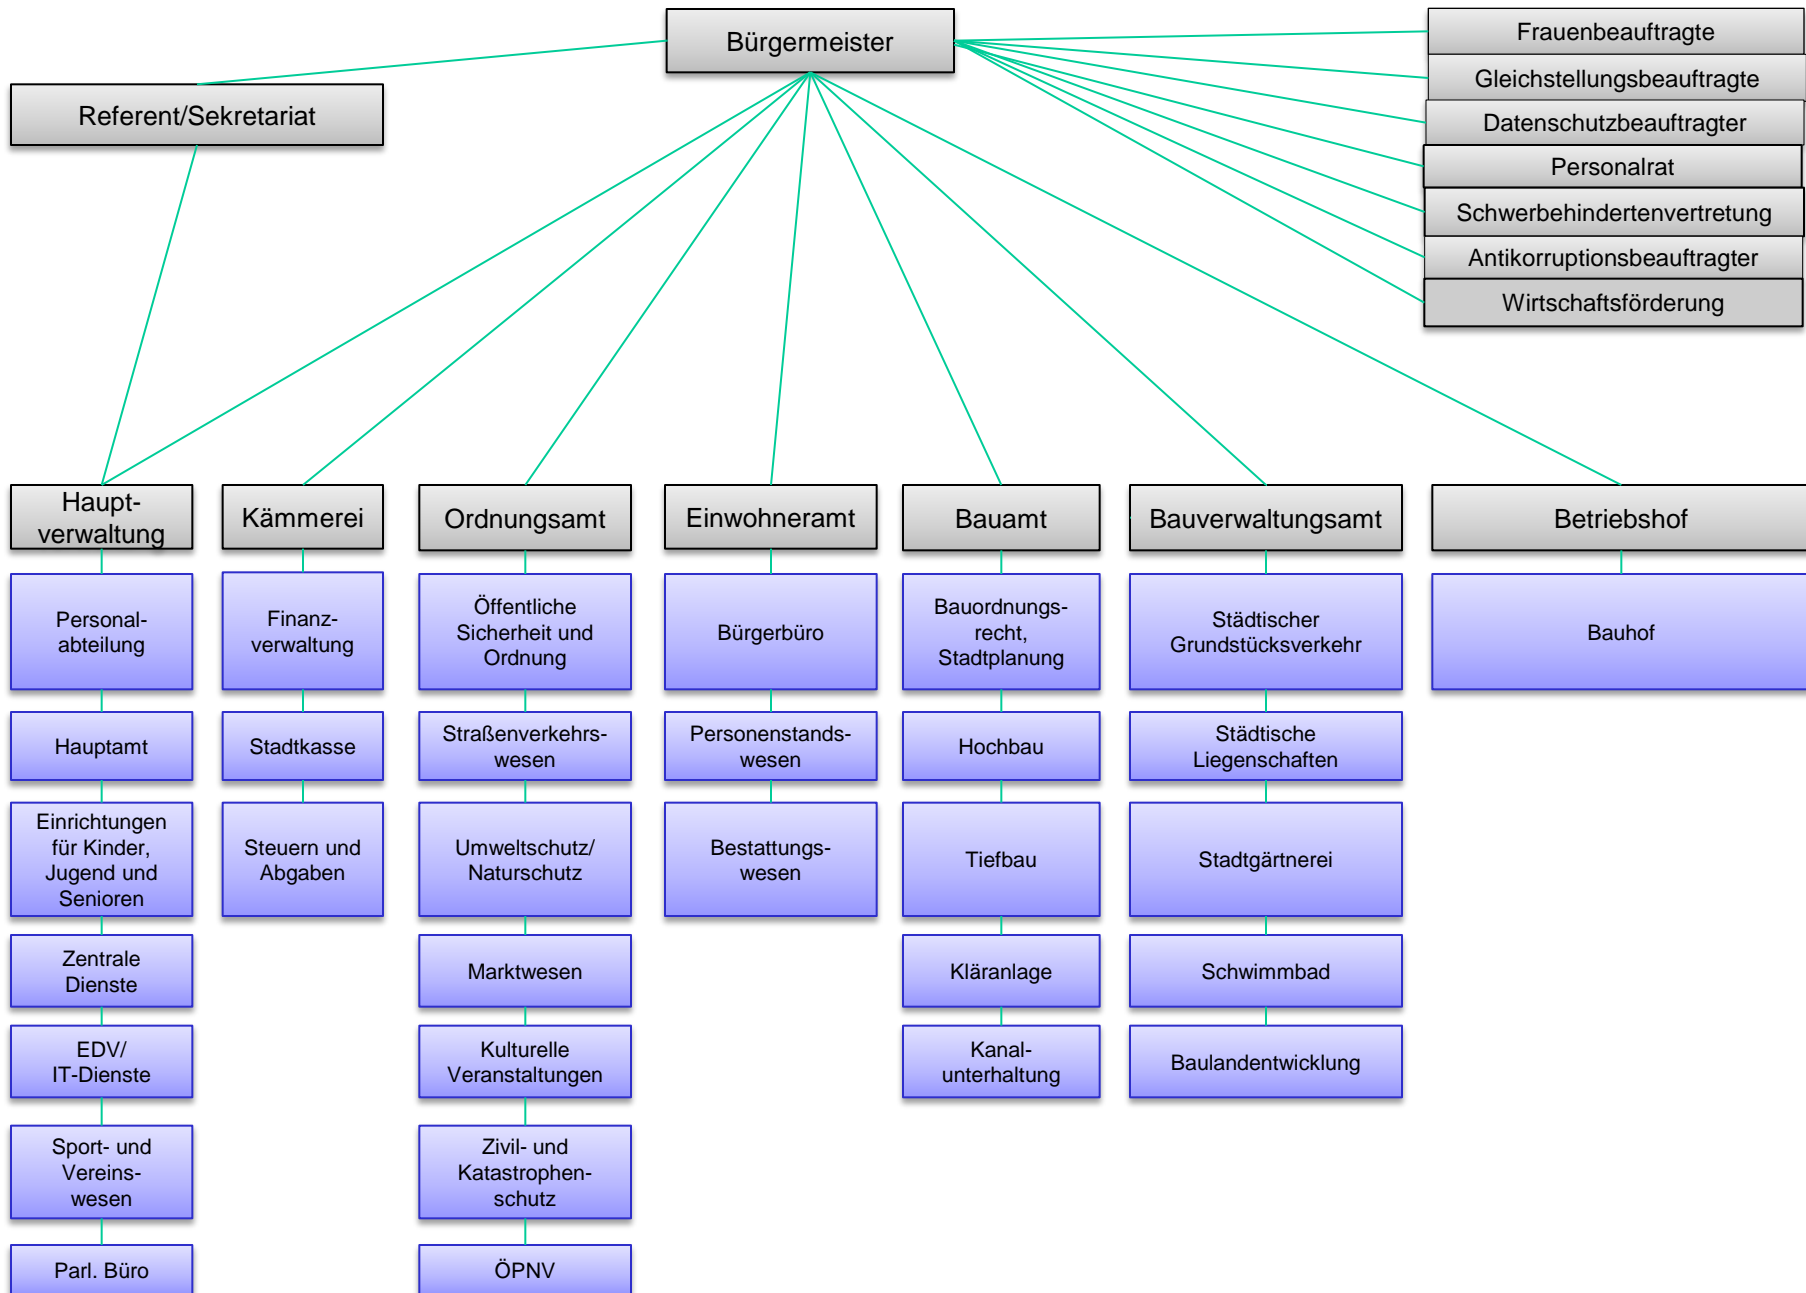 Bürgermeister
Referent/Sekretariat
Frauenbeauftragte
Gleichstellungsbeauftragte
Datenschutzbeauftragter
Personalrat
Schwerbehindertenvertretung
Antikorruptionsbeauftragter
Wirtschaftsförderung
Haupt-
verwaltung
Personal-
abteilung
Hauptamt
Einrichtungen
für Kinder,
Jugend und
Senioren
Zentrale
Dienste
EDV/
IT-Dienste
Sport- und
Vereins-
wesen
Parl. Büro
Kämmerei
Finanz-
verwaltung
Stadtkasse
Steuern und
Abgaben
Ordnungsamt
Öffentliche
Sicherheit und
Ordnung
Straßenverkehrs-
wesen
Umweltschutz/
Naturschutz
Marktwesen
Kulturelle
Veranstaltungen
Zivil- und
Katastrophen-
schutz
ÖPNV
Einwohneramt
Bürgerbüro
Personenstands-
wesen
Bestattungs-
wesen
Bauamt
Bauordnungs-
recht,
Stadtplanung
Hochbau
Tiefbau
Kläranlage
Kanal-
unterhaltung
Bauverwaltungsamt
Städtischer
Grundstücksverkehr
Städtische
Liegenschaften
Stadtgärtnerei
Schwimmbad
Baulandentwicklung
Betriebshof
Bauhof